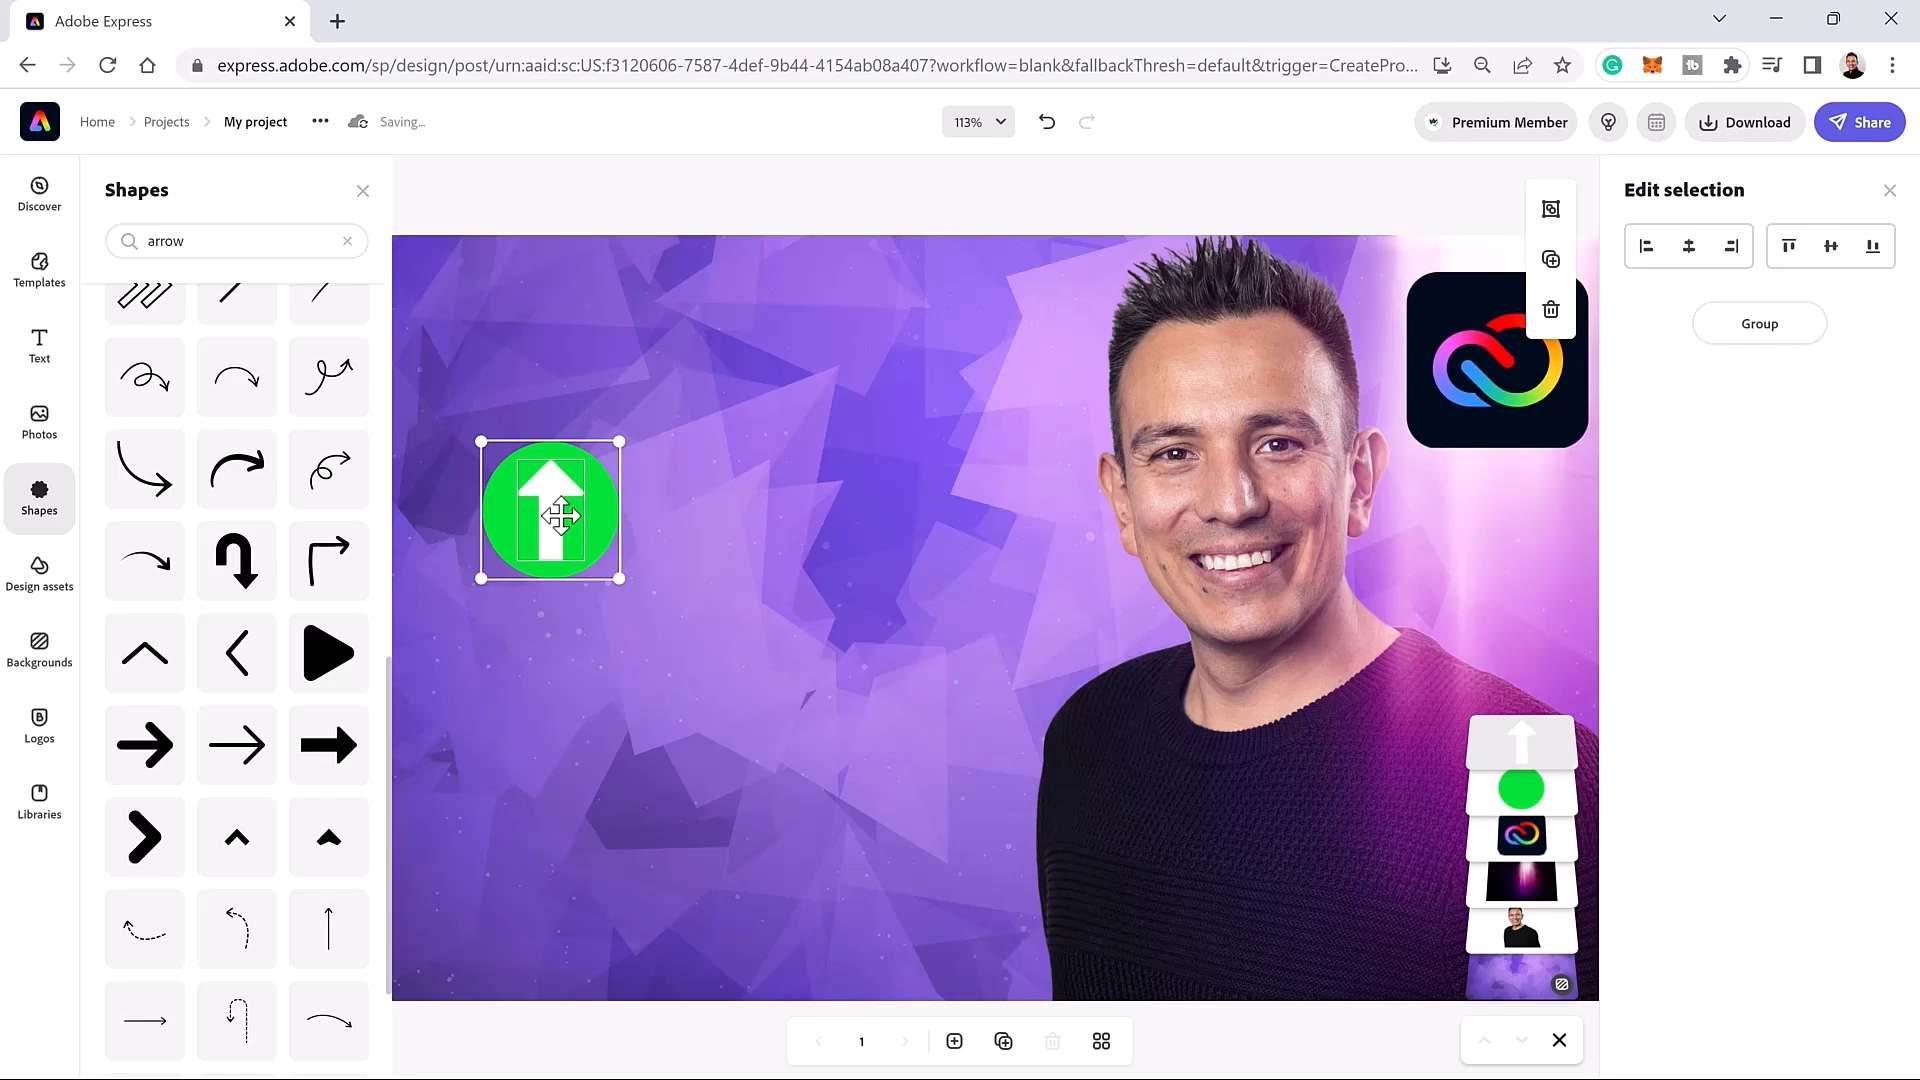 Adobe Express
express.adobe.com/sp/design/post/urn:aaid:sc:US:f3120606-7587-4def-9b44-4154ab08a407?workflow=blank&fallbackThresh=default&trigger=CreatePro...
Home
Projects
My project
Saving...
113%
Premium Member
Download
Share
Discover
Templates
Text
Photos
Shapes
Design assets
Backgrounds
Logos
Libraries
Shapes
arrow
Edit selection
Group
1